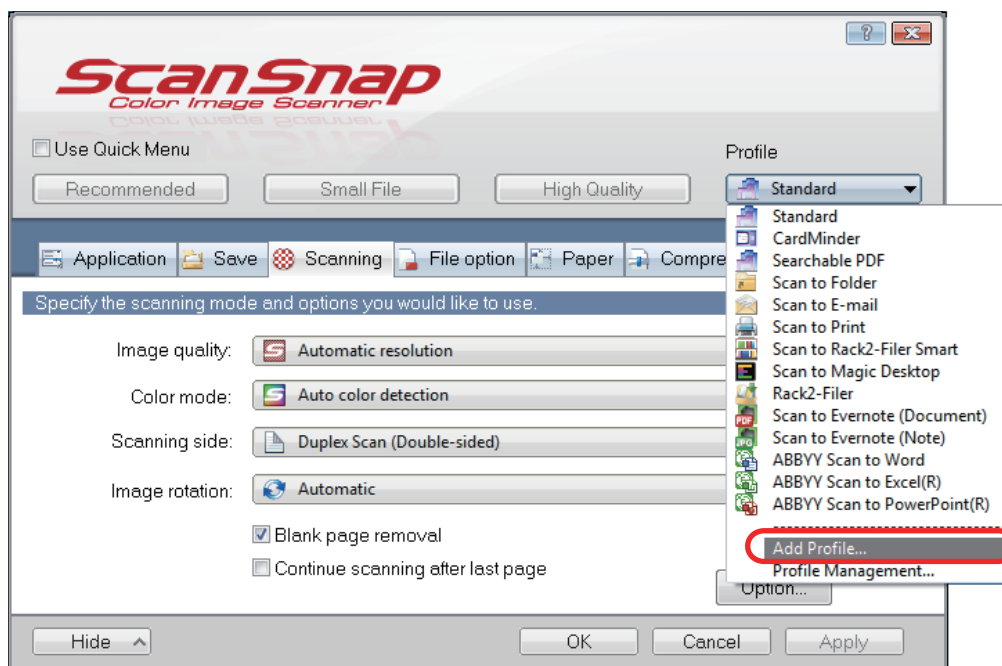 ScanSnap
Color Image Scanner
Use Quick Menu
Profile
Recommended
Small File
High Quality
Standard
Standard
CardMinder
Searchable PDF
Scan to Folder
Scan to E-mail
Scan to Print
Scan to Rack2-Filer Smart
Scan to Magic Desktop
Rack2-Filer
Scan to Evernote (Document)
Scan to Evernote (Note)
ABBYY Scan to Word
ABBYY Scan to Excel(R)
ABBYY Scan to PowerPoint(R)
Add Profile...
Profile Management...
Application Save Scanning File option Paper Compre
Specify the scanning mode and options you would like to use.
Image quality: Automatic resolution
Color mode: Auto color detection
Scanning side: Duplex Scan (Double-sided)
Image rotation: Automatic
Blank page removal
Continue scanning after last page
Option...
Hide
OK
Cancel
Apply